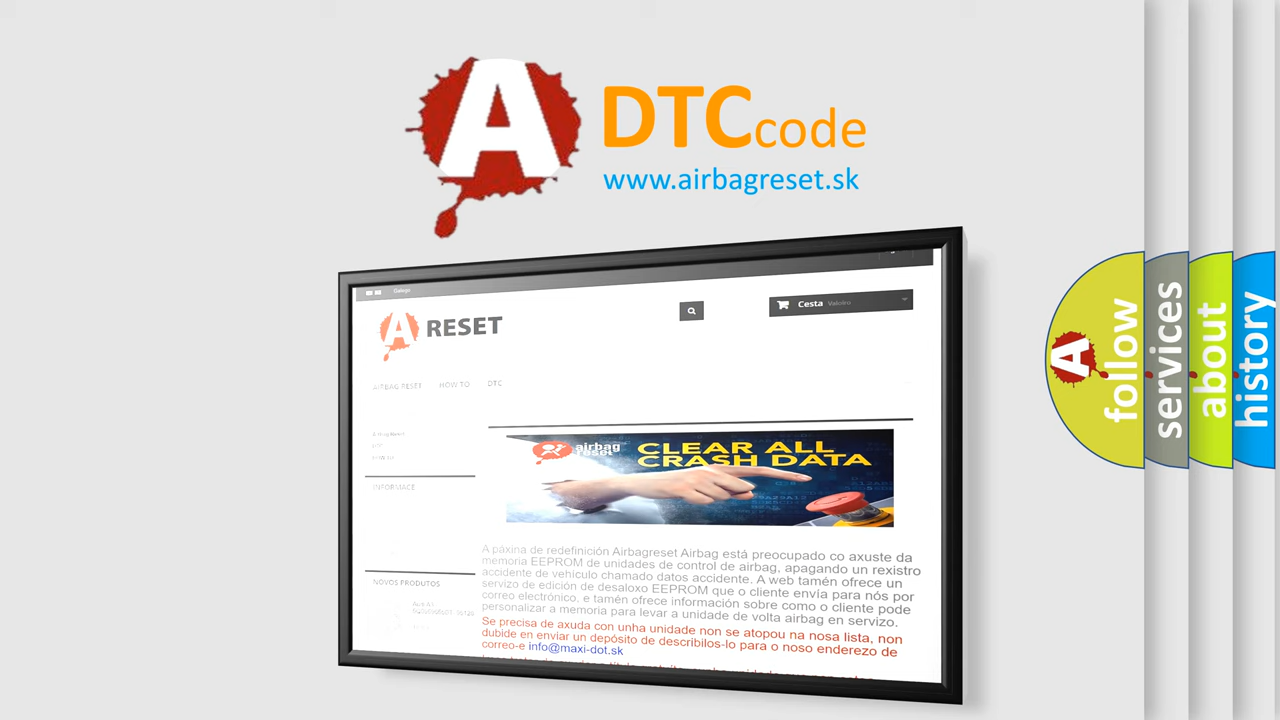 A
DTCcode
www.airbagreset.sk
Galego
A RESET
Cesta Valeiro
AIRBAG RESET HOW TO DTC
INFORMACE
NOVOS PRODUTOS
airbag
reset
CLEAR ALL
CRASH DATA
A páxina de redefinición Airbagreset Airbag está preocupado co axuste da
memoria EEPROM de unidades de control de airbag, apagando un rexistro
accidente de vehículo chamado datos accidente. A web tamén ofrece un
servizo de edición de desaloxo EEPROM que o cliente envía para nós por
correo electrónico, e tamén ofrece información sobre como o cliente pode
personalizar a memoria para levar a unidade de volta airbag en servizo.
Se precisa de axuda con unha unidade non se atopou na nosa lista, non
dubide en enviar un depósito de describilos-lo para o noso enderezo de
correo-e info@maxi-dot.sk
A
follow
services
about
history